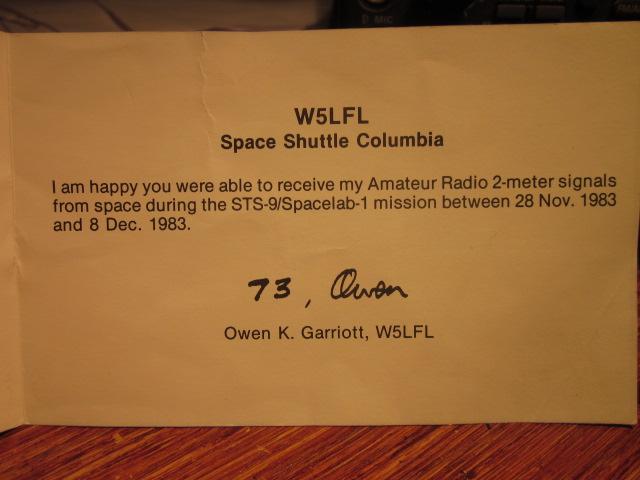 D MIC
W5LFL
Space Shuttle Columbia
I am happy you were able to receive my Amateur Radio 2-meter signals
from space during the STS-9/Spacelab-1 mission between 28 Nov. 1983
and 8 Dec. 1983.
73, Owen
Owen K. Garriott, W5LFL